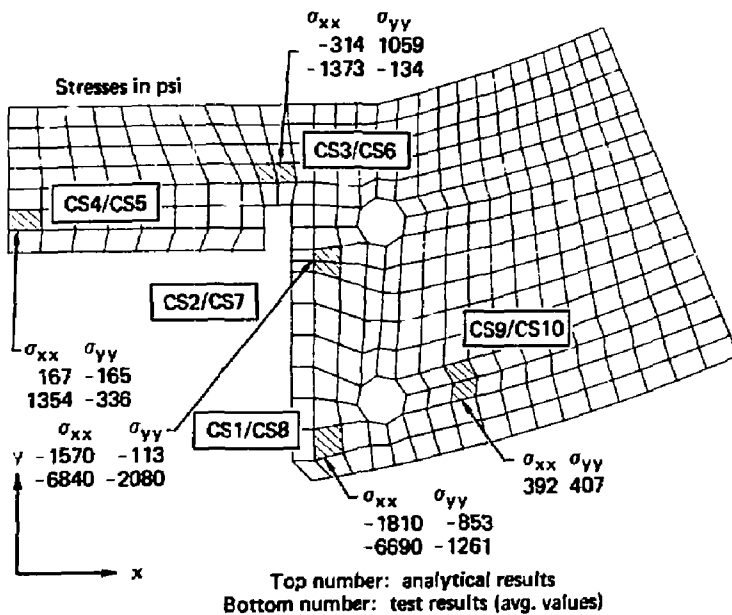 σxx σyy
-314 1059
-1373 -134
Stresses in psi
CS3/CS6
CS4/CS5
CS2/CS7
CS9/CS10
σxx σyy
167 -165
1354 -336
CS1/CS8
σxx σyy
-1570 -113
-6840 -2080
y
σxx σyy
392 407
σxx σyy
-1810 -853
-6690 -1261
x
Top number: analytical results
Bottom number: test results (avg. values)